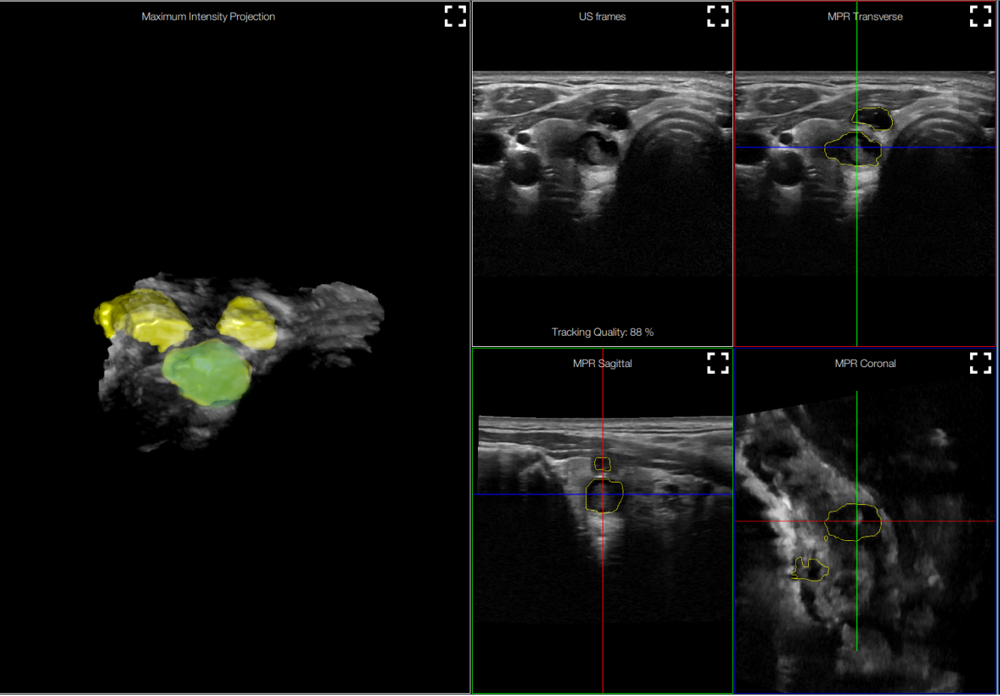 Maximum Intensity Projection
US frames
MPR Transverse
Tracking Quality: 88 %
MPR Sagittal
MPR Coronal